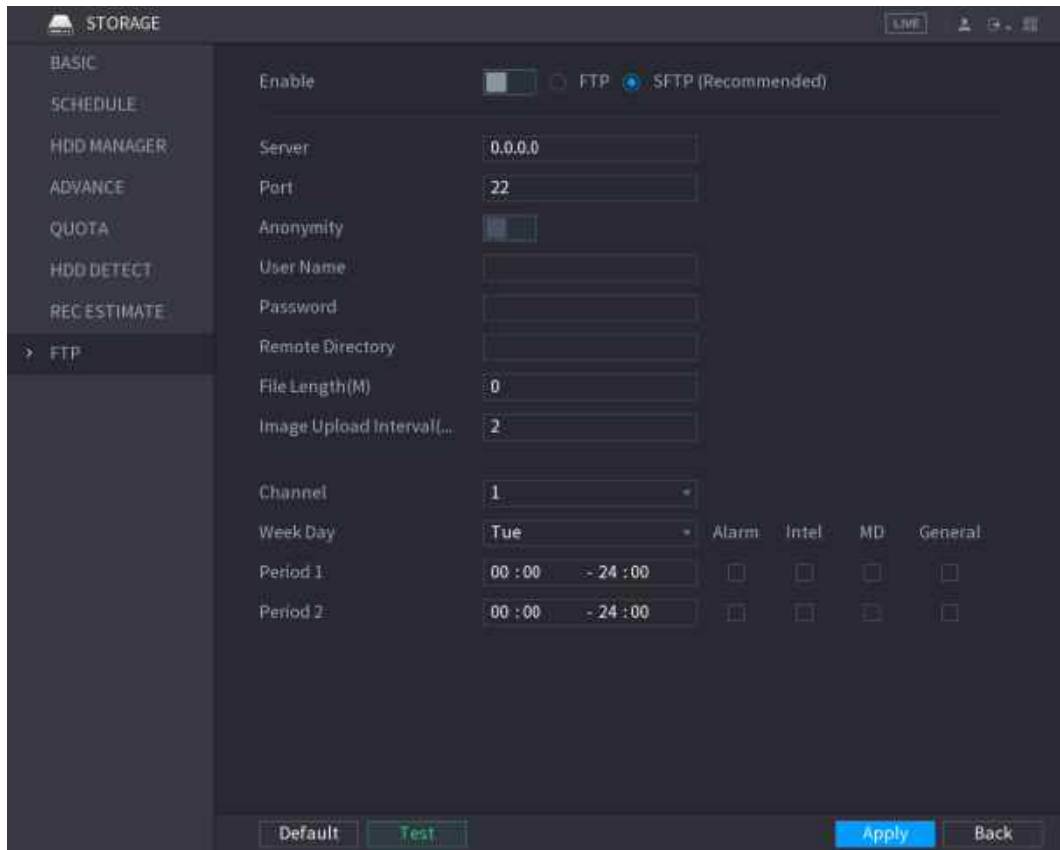 STORAGE LIVE
BASIC
SCHEDULE
HDD MANAGER
ADVANCE
QUOTA
HDD DETECT
REC ESTIMATE
> FTP
Enable FTP SFTP (Recommended)
Server 0.0.0.0
Port 22
Anonymity
User Name
Password
Remote Directory
File Length(M) 0
Image Upload Interval(... 2
Channel 1
Week Day Tue Alarm Intel MD General
Period 1 00 :00 - 24 :00
Period 2 00 :00 - 24 :00
Default Test Apply Back